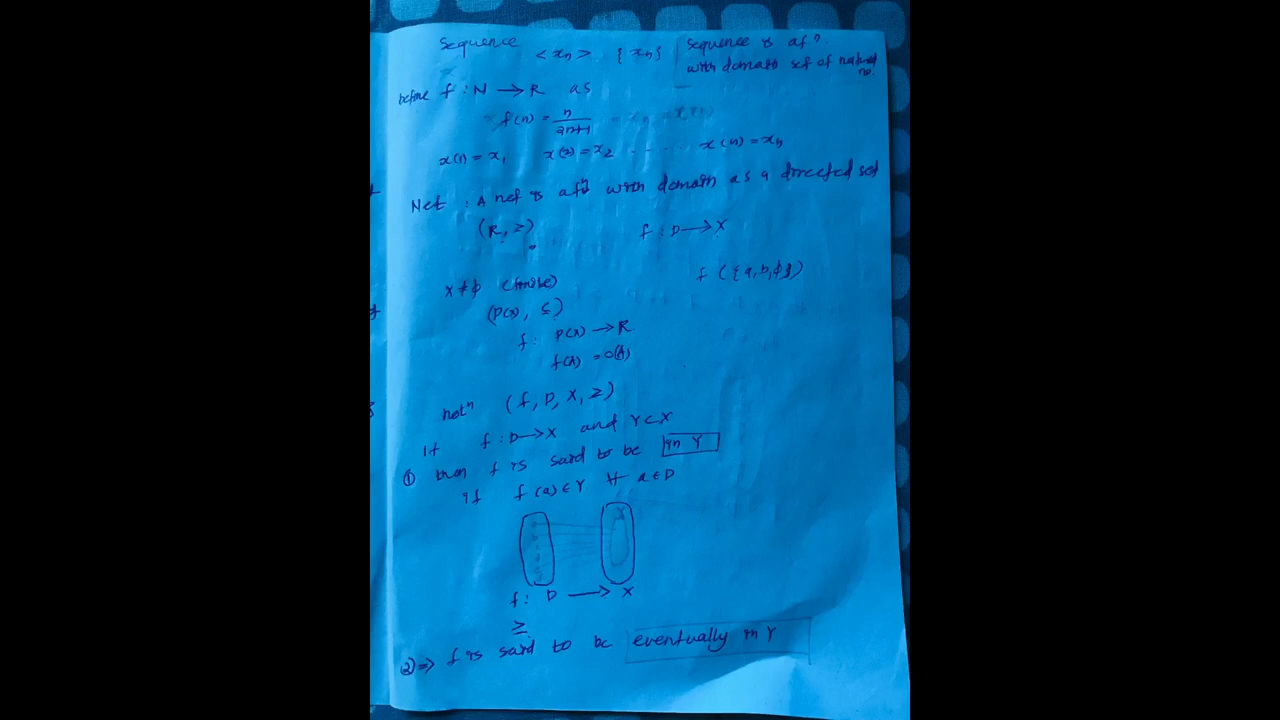 Sequence <xn> {xn}
Sequence is a fn.
with domain set of natural no.
Define f : N → R as
f(n) = n/2n+1 = xn = x(n)
x(1) = x1 x(2) = x2 ..... x(n) = xn
Net : A net is a fn with domain as a directed set
(R, ≥) f : D → X
X ≠ ϕ (finite) f ({a,b,ϕ})
(P(X), ⊆)
f : P(X) → R
f(A) = o(A)
notn (f, D, X, ≥)
If f : D → X and Y ⊂ X
① then f is said to be in Y
if f(a) ∈ Y ∀ a ∈ D
X
f : D → X
≥
②⇒ f is said to be eventually in Y